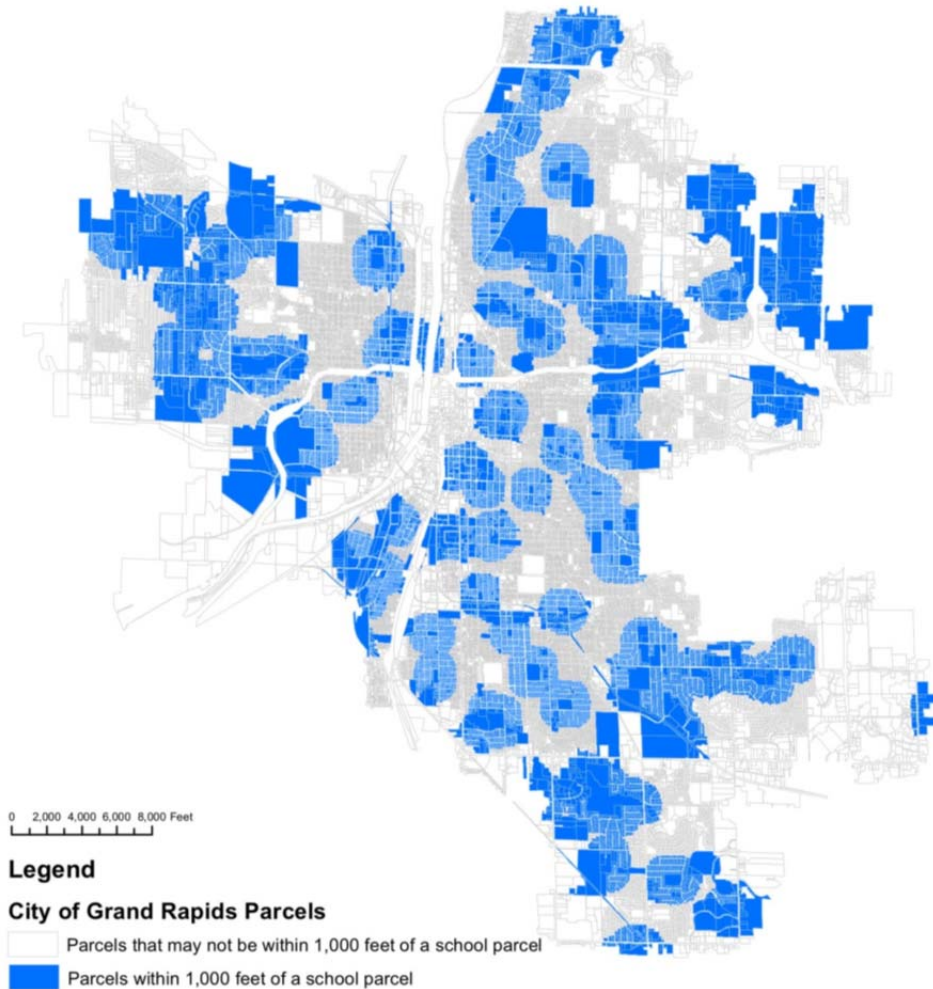 0 2,000 4,000 6,000 8,000 Feet
Legend
City of Grand Rapids Parcels
Parcels that may not be within 1,000 feet of a school parcel
Parcels within 1,000 feet of a school parcel